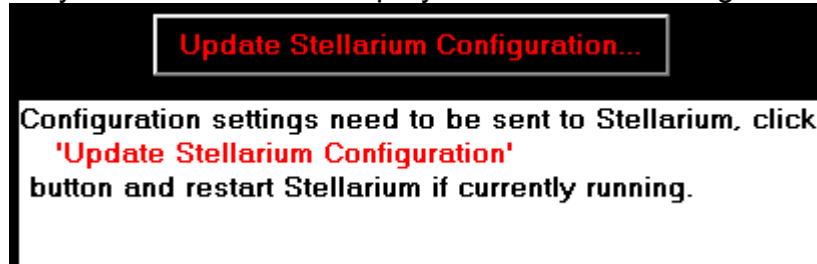 Update Stellarium Configuration...
Configuration settings need to be sent to Stellarium, click
'Update Stellarium Configuration'
button and restart Stellarium if currently running.